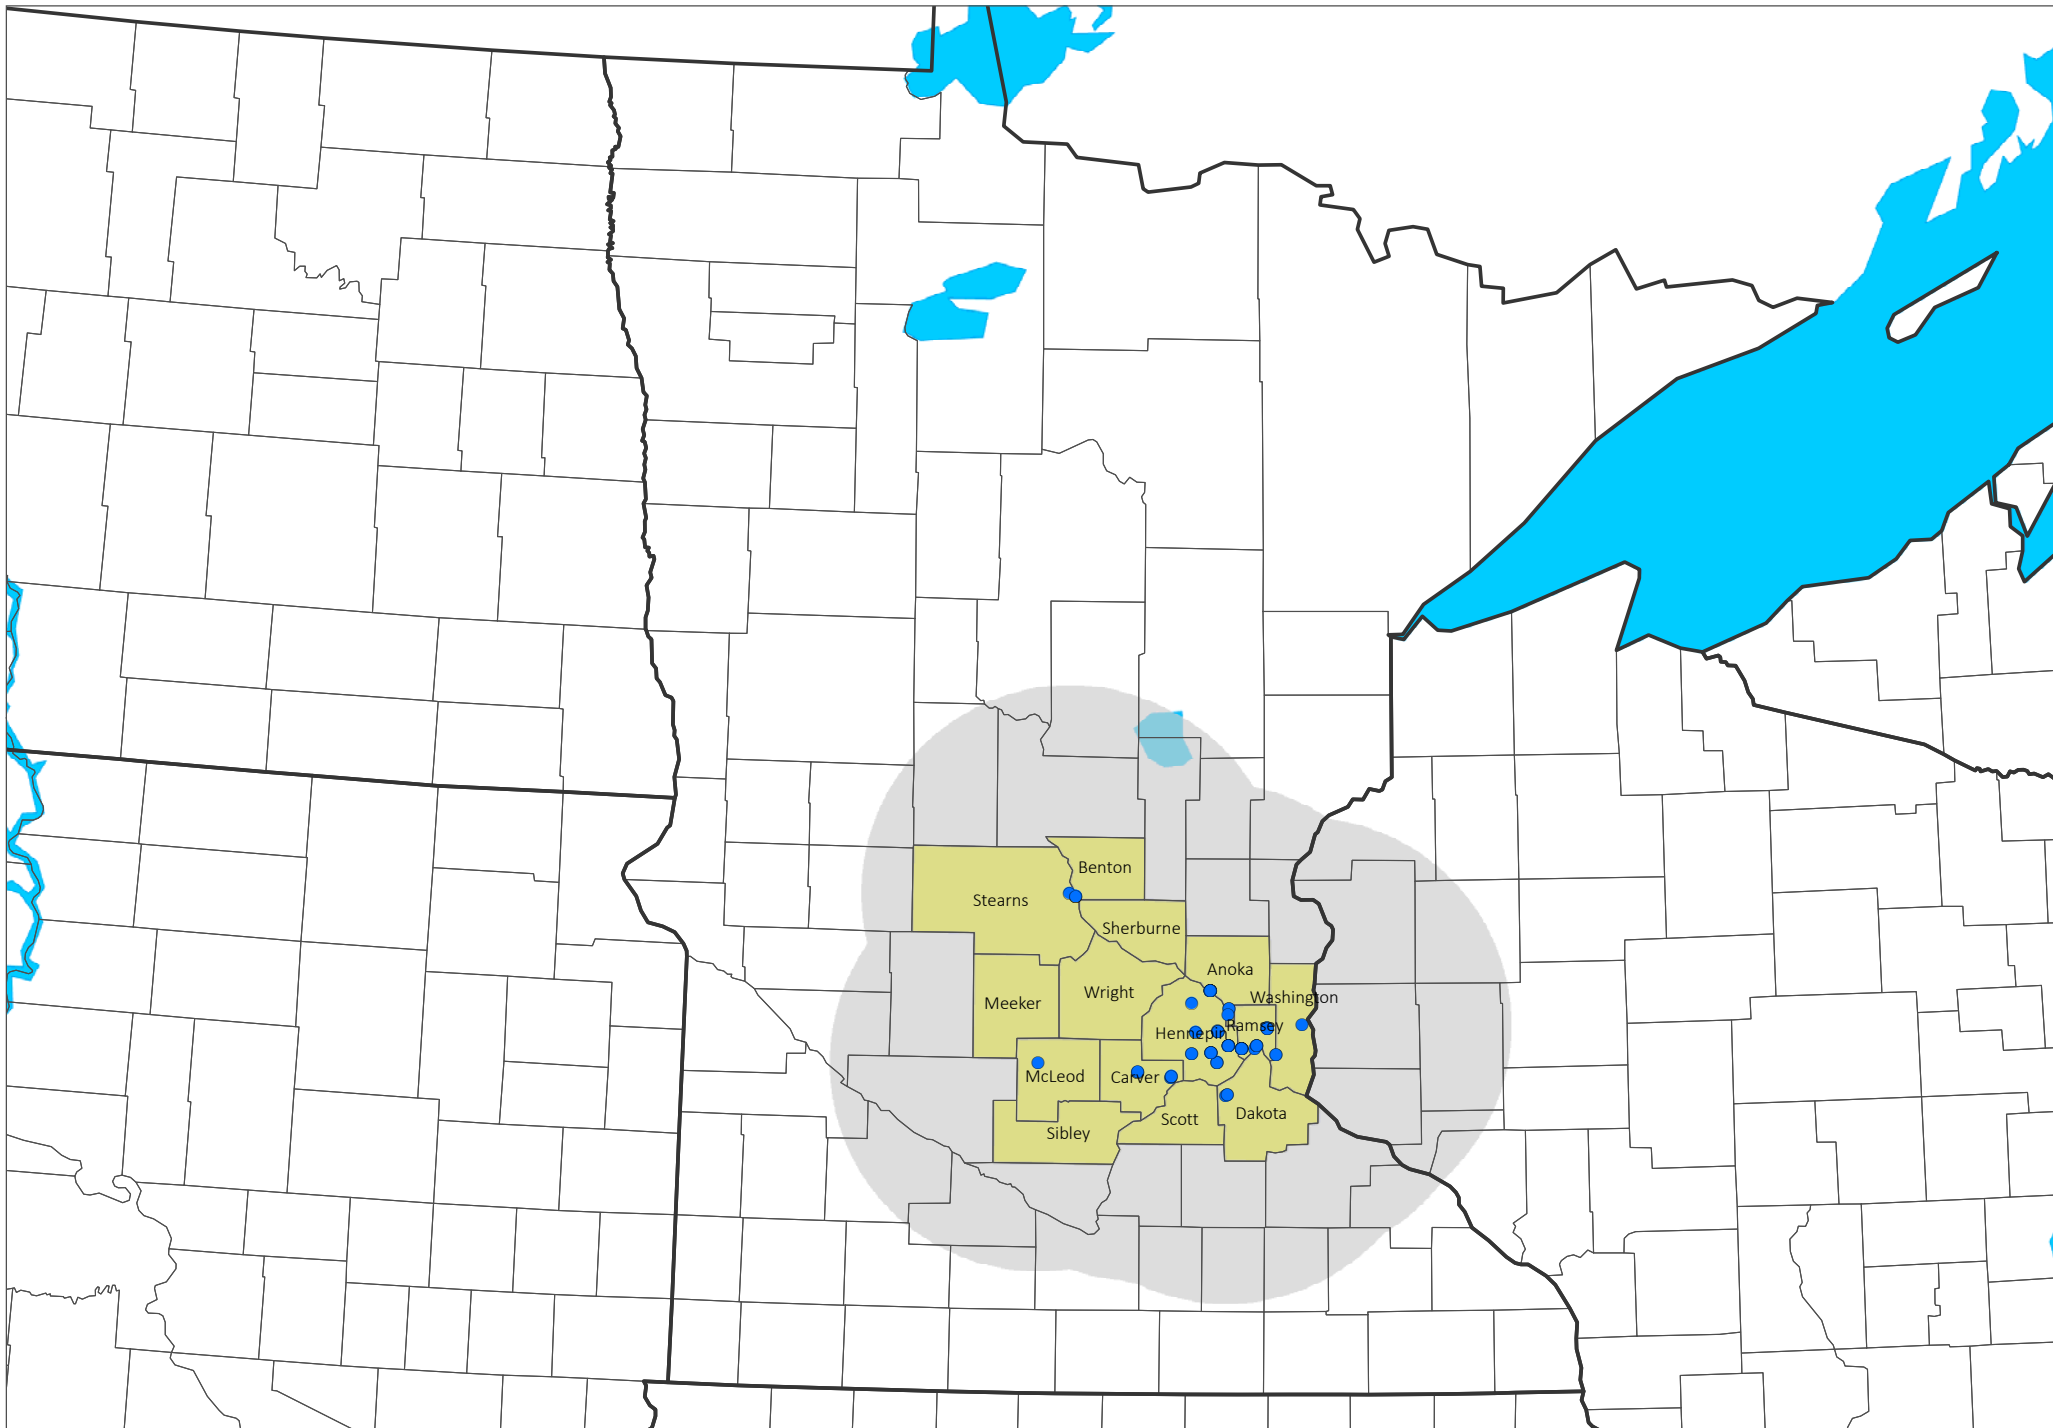 Benton
Stearns
Sherburne
Anoka
Wright
Washington
Meeker
Ramsey
Hennepin
McLeod
Carver
Dakota
Scott
Sibley